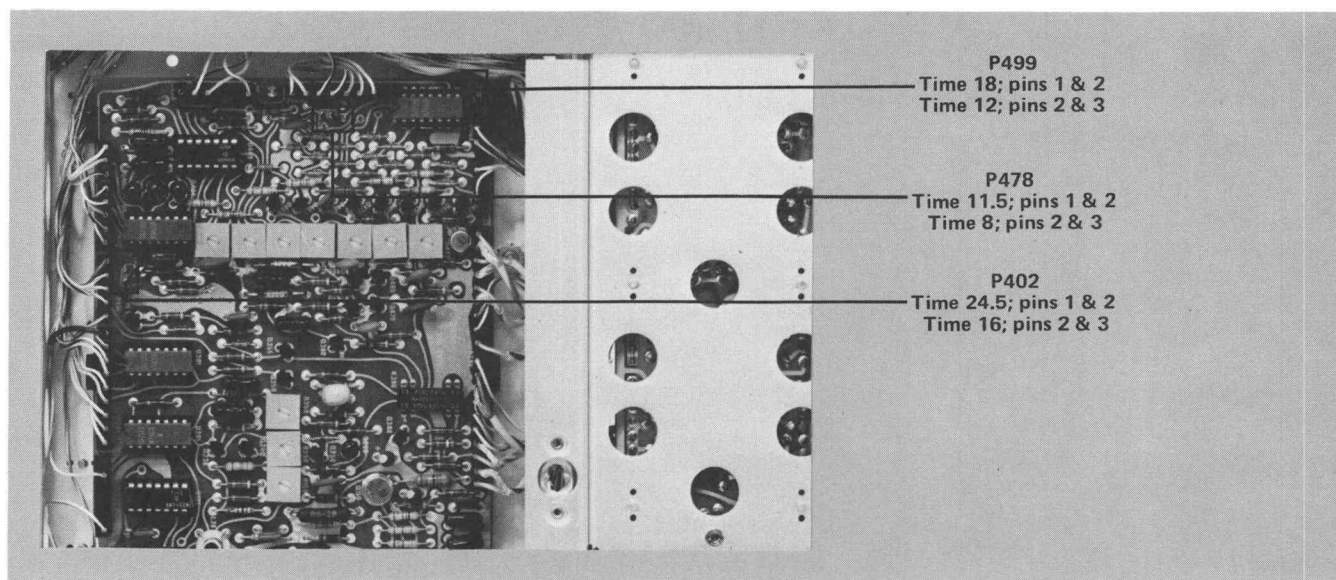 P499
Time 18; pins 1 & 2
Time 12; pins 2 & 3
P478
Time 11.5; pins 1 & 2
Time 8; pins 2 & 3
P402
Time 24.5; pins 1 & 2
Time 16; pins 2 & 3